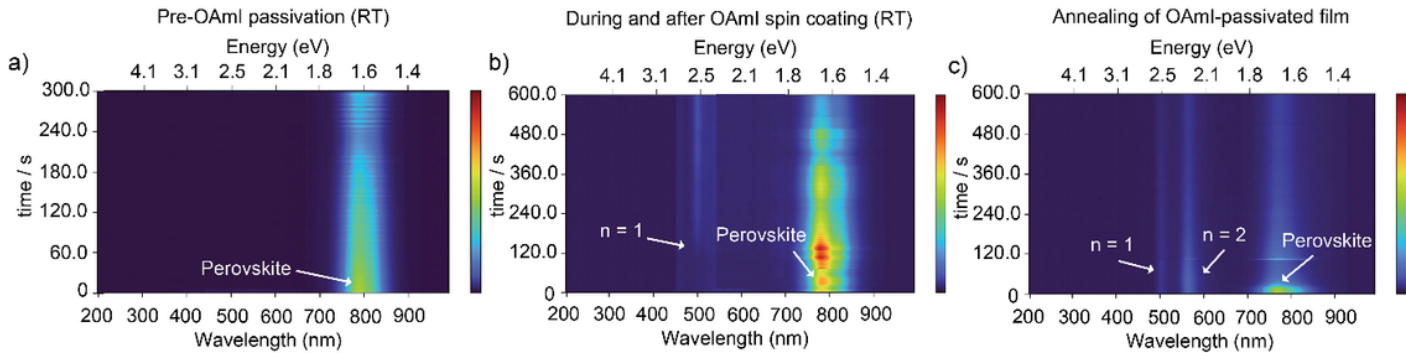 Pre-OAmI passivation (RT)
Energy (eV)
a)
4.1 3.1 2.5 2.1 1.8 1.6 1.4
300.0
240.0
180.0
120.0
60.0
0
time / s
Perovskite
200 300 400 500 600 700 800 900
Wavelength (nm)
During and after OAmI spin coating (RT)
Energy (eV)
b)
4.1 3.1 2.5 2.1 1.8 1.6 1.4
600.0
480.0
360.0
240.0
120.0
0.0
time / s
n = 1
Perovskite
200 300 400 500 600 700 800 900
Wavelength (nm)
Annealing of OAmI-passivated film
Energy (eV)
c)
4.1 3.1 2.5 2.1 1.8 1.6 1.4
600.0
480.0
360.0
240.0
120.0
0.0
time / s
n = 1
n = 2
Perovskite
200 300 400 500 600 700 800 900
Wavelength (nm)